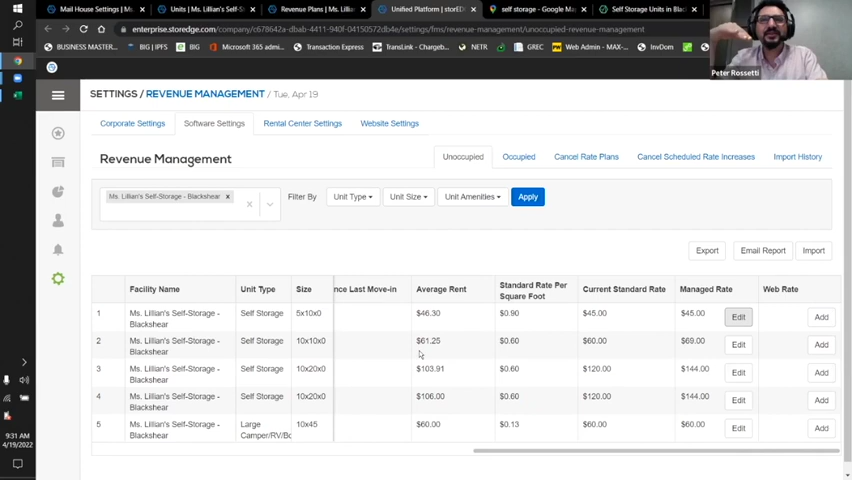 Mail House Settings | M
Units | Ms. Lillian's Self-S
Revenue Plans | Ms. Lillia
Unified Platform | storED
self storage - Google Ma
Self Storage Units in Black
enterprise.storedge.com/company/c678642a-dbab-4411-940f-04150572db4e/settings/fms/revenue-management/unoccupied-revenue-management
BUSINESS MASTER...
BIG | IPFS
BIG
Microsoft 365 admi...
Transaction Express
TransLink - Chargeb...
NETR
GREC
Web Admin - MAX-...
InvDom
Peter Rossetti
SETTINGS / REVENUE MANAGEMENT / Tue, Apr 19
Corporate Settings
Software Settings
Rental Center Settings
Website Settings
Revenue Management
Unoccupied
Occupied
Cancel Rate Plans
Cancel Scheduled Rate Increases
Import History
Ms. Lillian's Self-Storage - Blackshear x
Filter By
Unit Type
Unit Size
Unit Amenities
Apply
Export
Email Report
Import
Facility Name Unit Type Size nce Last Move-in Average Rent Standard Rate Per Square Foot Current Standard Rate Managed Rate Web Rate
1 Ms. Lillian's Self-Storage - Self Storage 5x10x0 $46.30 $0.90 $45.00 $45.00 Edit Add
Blackshear
2 Ms. Lillian's Self-Storage - Self Storage 10x10x0 $61.25 $0.60 $60.00 $69.00 Edit Add
Blackshear
3 Ms. Lillian's Self-Storage - Self Storage 10x20x0 $103.91 $0.60 $120.00 $144.00 Edit Add
Blackshear
4 Ms. Lillian's Self-Storage - Self Storage 10x20x0 $106.00 $0.60 $120.00 $144.00 Edit Add
Blackshear
5 Ms. Lillian's Self-Storage - Large 10x45 $60.00 $0.13 $60.00 $60.00 Edit Add
Blackshear Camper/RV/Bo
9:31 AM
4/19/2022